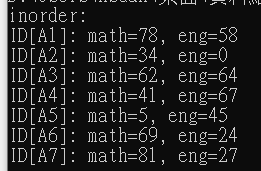 inorder:
ID[A1]: math=78, eng=58
ID[A2]: math=34, eng=0
ID[A3]: math=62, eng=64
ID[A4]: math=41, eng=67
ID[A5]: math=5, eng=45
ID[A6]: math=69, eng=24
ID[A7]: math=81, eng=27